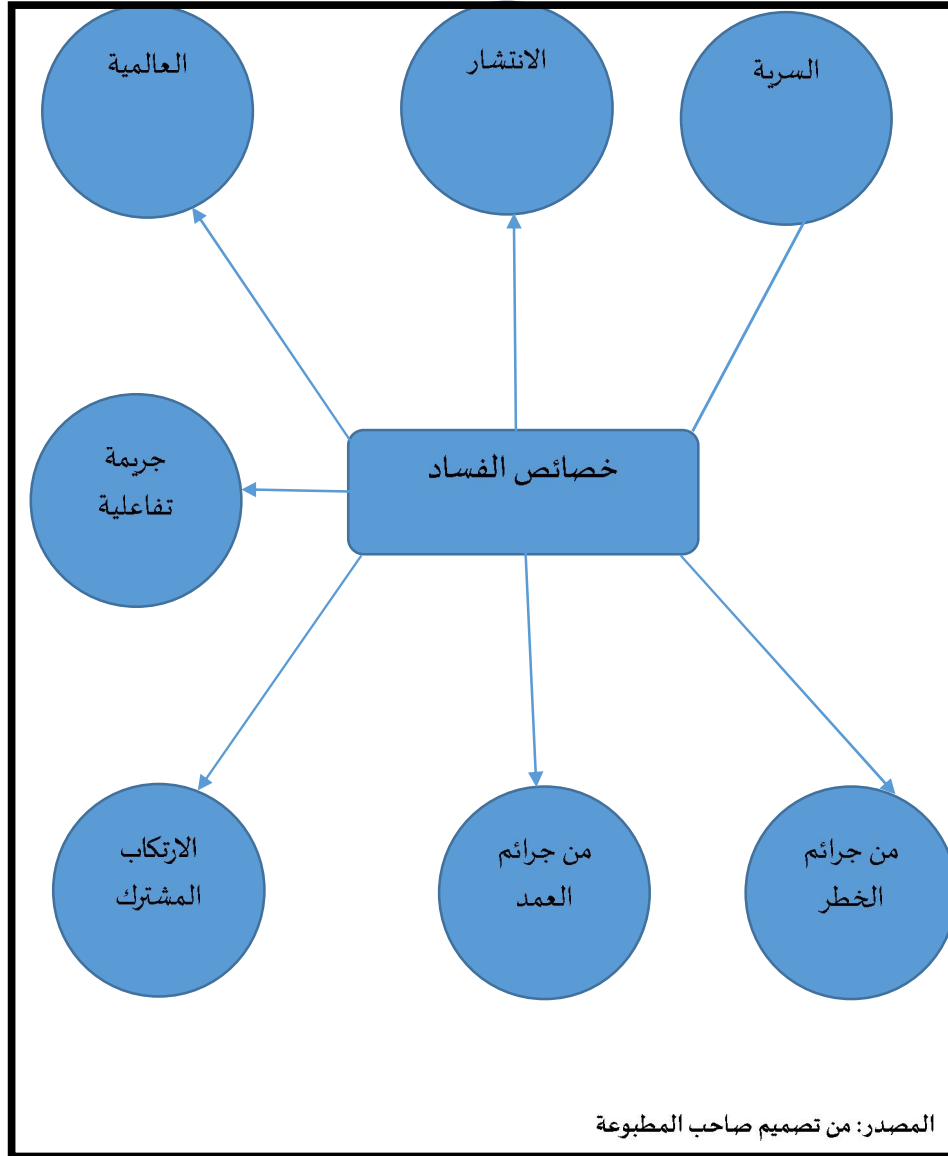 السرية
الانتشار
العالمية
خصائص الفساد
جريمة
تفاعلية
من جرائم
الخطر
من جرائم
العمد
الارتكاب
المشترك
المصدر: من تصميم صاحب المطبوعة